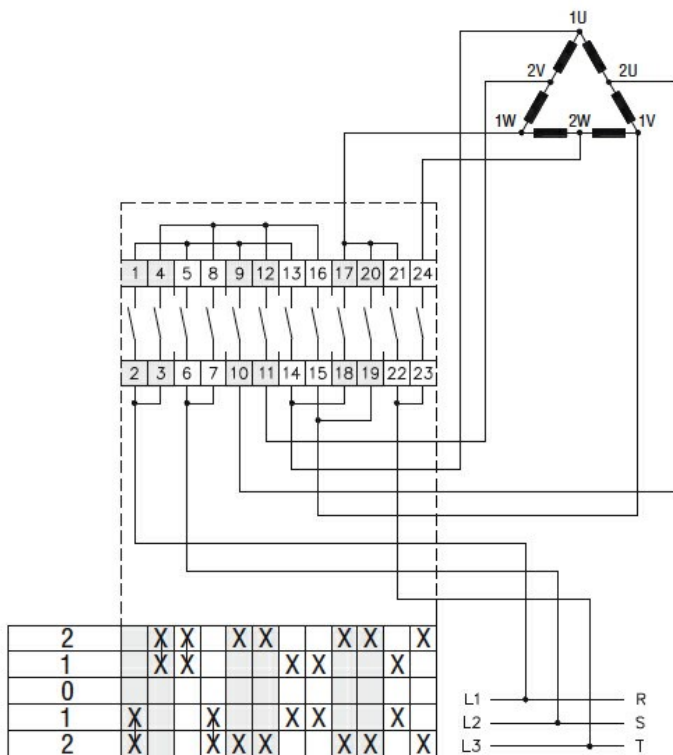 1U
2V 2U
1W 2W 1V
1 4 5 8 9 12 13 16 17 20 21 24
2 3 6 7 10 11 14 15 18 19 22 23
2 X X X X X X X
1 X X X X X
0
1 X X X X X
2 X X X X X X X
L1 R
L2 S
L3 T